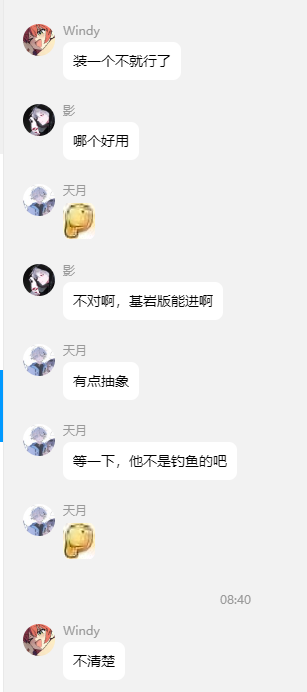 Windy
装一个不就行了
影
哪个好用
天月
影
不对啊，基岩版能进啊
天月
有点抽象
天月
等一下，他不是钓鱼的吧
天月
08:40
Windy
不清楚